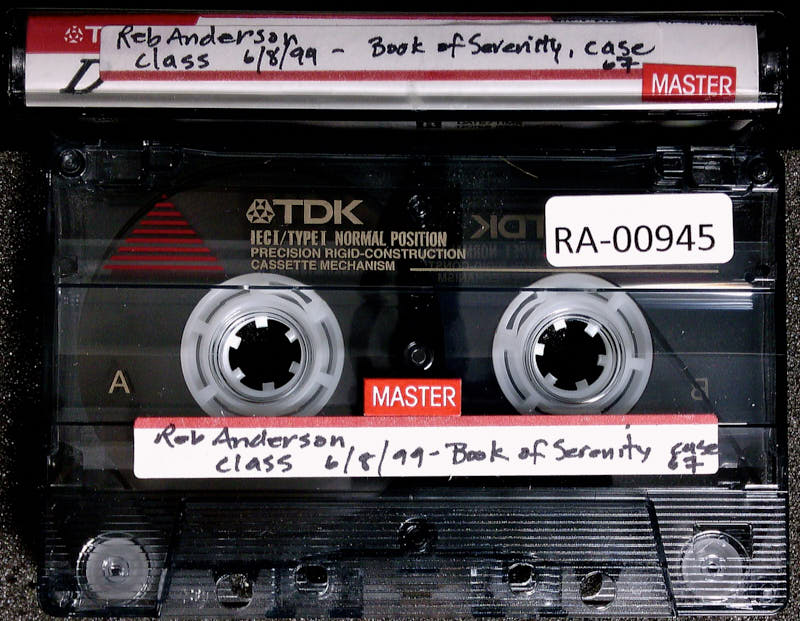 Reb Anderson
class 6/8/99 - Book of Serenity, case
67
MASTER
TDK
RA-00945
IECI/TYPE I NORMAL POSITION
PRECISION RIGID-CONSTRUCTION
CASSETTE MECHANISM
A
B
MASTER
Reb Anderson
class 6/8/99 - Book of Serenity case
67